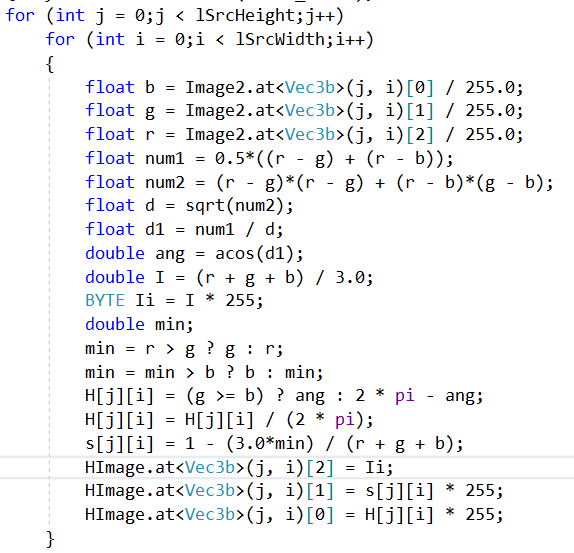 for (int j = 0;j < lSrcHeight;j++)
for (int i = 0;i < lSrcWidth;i++)
{
float b = Image2.at<Vec3b>(j, i)[0] / 255.0;
float g = Image2.at<Vec3b>(j, i)[1] / 255.0;
float r = Image2.at<Vec3b>(j, i)[2] / 255.0;
float num1 = 0.5*((r - g) + (r - b));
float num2 = (r - g)*(r - g) + (r - b)*(g - b);
float d = sqrt(num2);
float d1 = num1 / d;
double ang = acos(d1);
double I = (r + g + b) / 3.0;
BYTE Ii = I * 255;
double min;
min = r > g ? g : r;
min = min > b ? b : min;
H[j][i] = (g >= b) ? ang : 2 * pi - ang;
H[j][i] = H[j][i] / (2 * pi);
s[j][i] = 1 - (3.0*min) / (r + g + b);
HImage.at<Vec3b>(j, i)[2] = Ii;
HImage.at<Vec3b>(j, i)[1] = s[j][i] * 255;
HImage.at<Vec3b>(j, i)[0] = H[j][i] * 255;
}